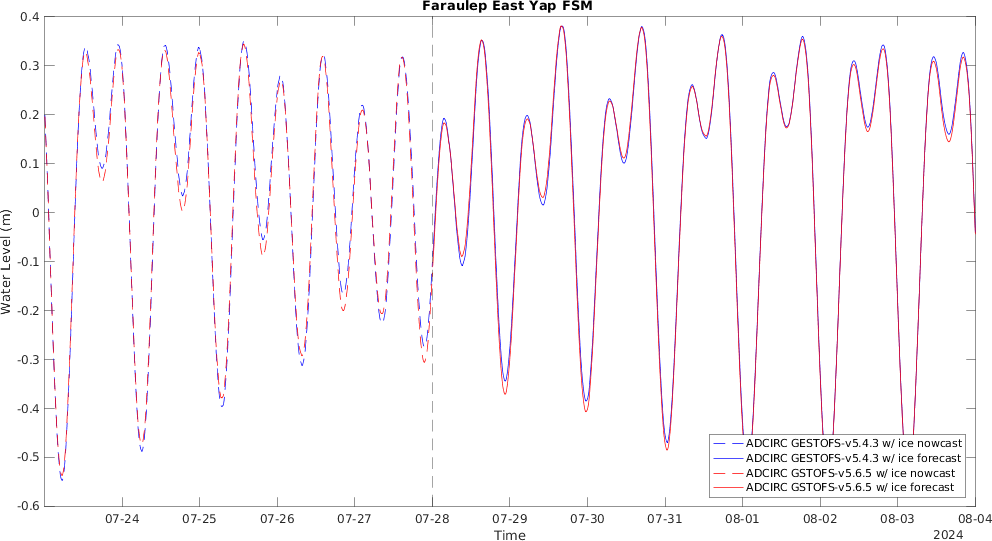 Faraulep East Yap FSM
0.4
0.3
0.2
0.1
0
-0.1
-0.2
-0.3
-0.4
-0.5
-0.6
Water Level (m)
ADCIRC GESTOFS-v5.4.3 w/ ice nowcast
ADCIRC GESTOFS-v5.4.3 w/ ice forecast
ADCIRC GSTOFS-v5.6.5 w/ ice nowcast
ADCIRC GSTOFS-v5.6.5 w/ ice forecast
07-24 07-25 07-26 07-27 07-28 07-29 07-30 07-31 08-01 08-02 08-03 08-04
Time
2024